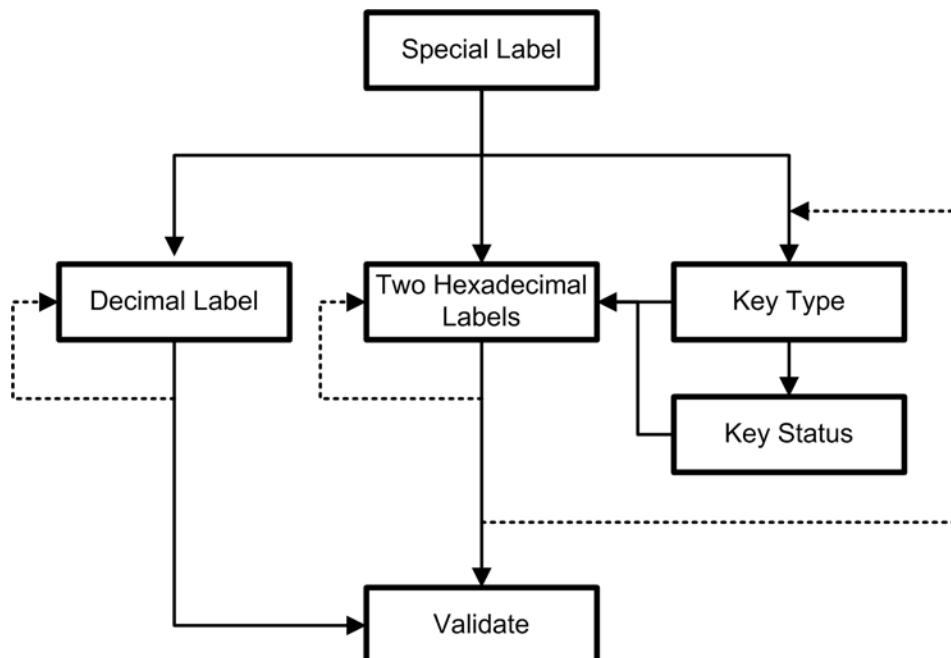 Special Label
Decimal Label
Two Hexadecimal
Labels
Key Type
Key Status
Validate